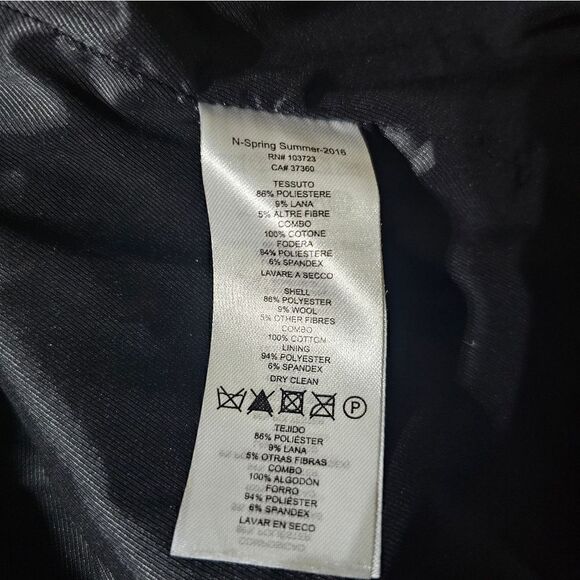 N-Spring Summer-2016
RN# 103723
CA# 37360
TESSUTO
86% POLIESTERE
9% LANA
5% ALTRE FIBRE
COMBO
100% COTONE
FODERA
94% POLIESTERE
6% SPANDEX
LAVARE A SECCO
SHELL
86% POLYESTER
9% WOOL
5% OTHER FIBRES
COMBO
100% COTTON
LINING
94% POLYESTER
6% SPANDEX
DRY CLEAN
P
TEJIDO
86% POLIÉSTER
9% LANA
5% OTRAS FIBRAS
COMBO
100% ALGODÓN
FORRO
94% POLIÉSTER
6% SPANDEX
LAVAR EN SECO